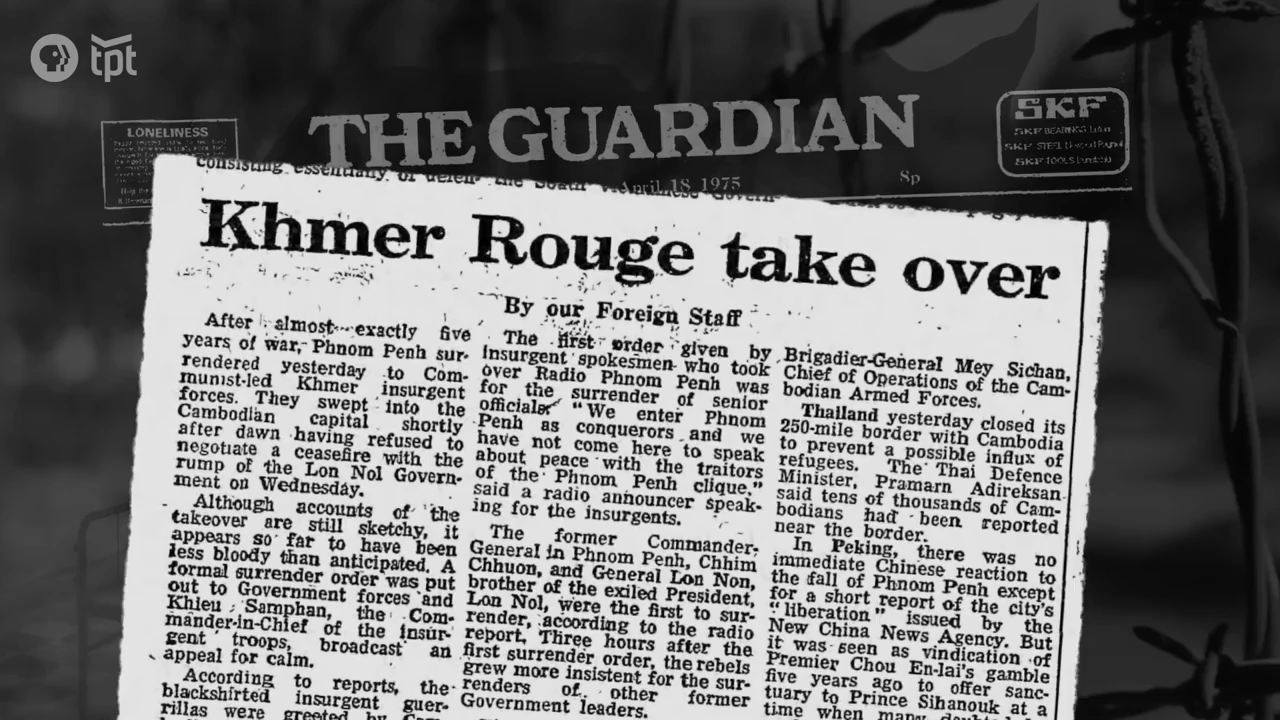 tpt
THE GUARDIAN
LONELINESS
SKF
April 18 1975
8p
consisting essentially of defen- the South
Khmer Rouge take over
By our Foreign Staff
After almost exactly five
years of war, Phnom Penh sur-
rendered yesterday to Com-
munist-led Khmer insurgent
forces. They swept into the
Cambodian capital shortly
after dawn having refused to
negotiate a ceasefire with the
rump of the Lon Nol Govern-
ment on Wednesday.
Although accounts of the
takeover are still sketchy, it
appears so far to have been
less bloody than anticipated. A
formal surrender order was put
out to Government forces and
Khieu Samphan, the Com-
mander-in-Chief of the insur-
gent troops, broadcast an
appeal for calm.
According to reports, the
blackshirted insurgent guer-
rillas were greeted by
The first order given by
insurgent spokesmen who took
over Radio Phnom Penh was
for the surrender of senior
officials. "We enter Phnom
Penh as conquerors and we
have not come here to speak
about peace with the traitors
of the Phnom Penh clique,"
said a radio announcer speak-
ing for the insurgents.
The former Commander-
General in Phnom Penh, Chhim
Chhuon, and General Lon Non,
brother of the exiled President,
Lon Nol, were the first to sur-
render, according to the radio
report. Three hours after the
first surrender order, the rebels
grew more insistent for the sur-
renders of other former
Government leaders.
Brigadier-General Mey Sichan,
Chief of Operations of the Cam-
bodian Armed Forces.
Thailand yesterday closed its
250-mile border with Cambodia
to prevent a possible influx of
refugees. The Thai Defence
Minister, Pramarn Adireksan
said tens of thousands of Cam-
bodians had been reported
near the border.
In Peking, there was no
immediate Chinese reaction to
the fall of Phnom Penh except
for a short report of the city's
"liberation" issued by the
New China News Agency. But
it was seen as vindication of
Premier Chou En-lai's gamble
five years ago to offer sanc-
tuary to Prince Sihanouk at a
time when many